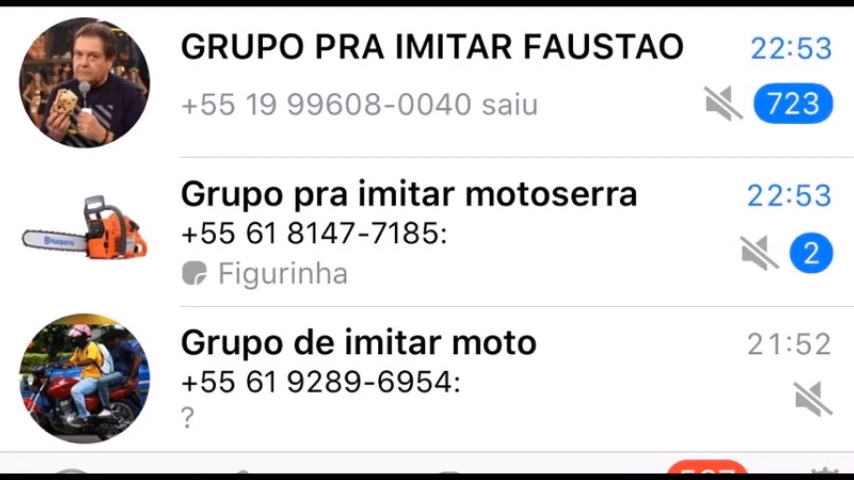 GRUPO PRA IMITAR FAUSTAO 22:53
+55 19 99608-0040 saiu 723
Grupo pra imitar motoserra 22:53
+55 61 8147-7185:
Figurinha 2
Husqvarna
Grupo de imitar moto 21:52
+55 61 9289-6954:
?